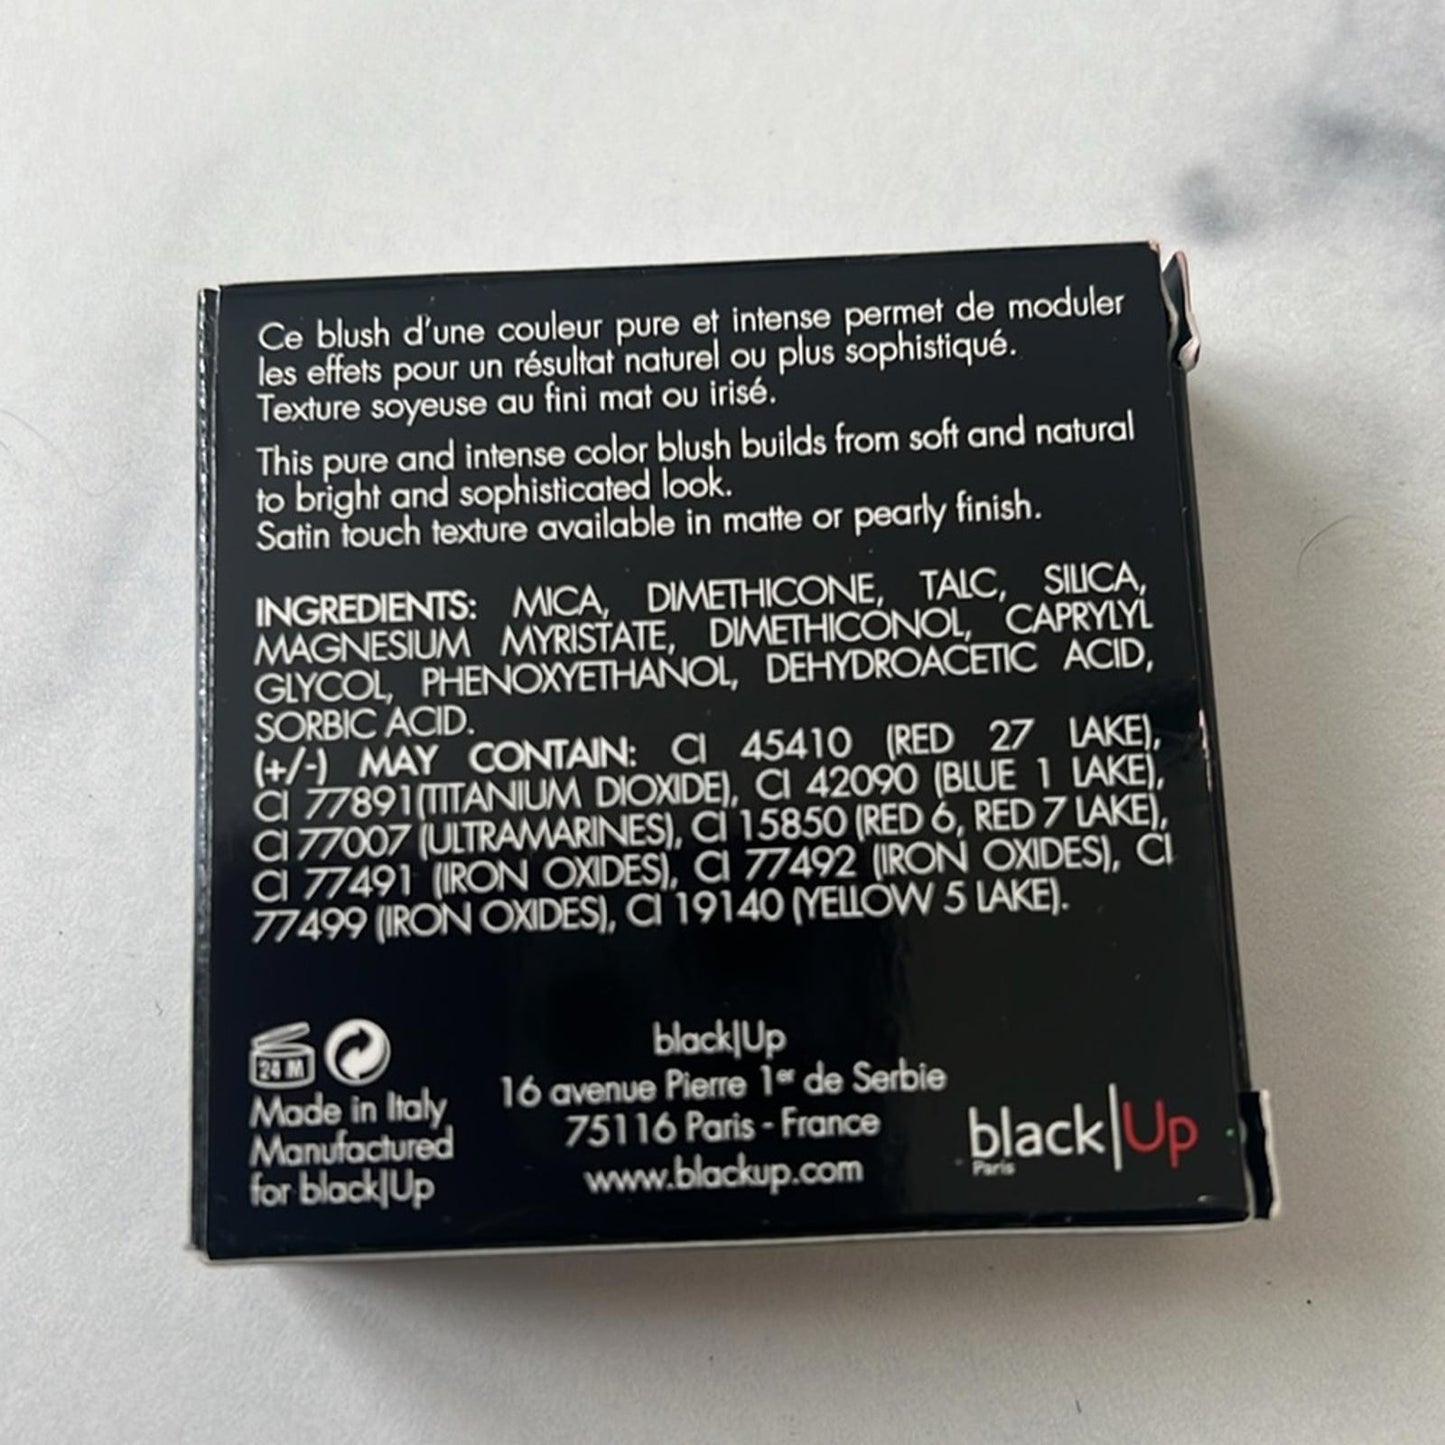 Ce blush d'une couleur pure et intense permet de moduler
les effets pour un résultat naturel ou plus sophistiqué.
Texture soyeuse au fini mat ou irisé.
This pure and intense color blush builds from soft and natural
to bright and sophisticated look.
Satin touch texture available in matte or pearly finish.
INGREDIENTS: MICA, DIMETHICONE, TALC, SILICA,
MAGNESIUM MYRISTATE, DIMETHICONOL, CAPRYLYL
GLYCOL, PHENOXYETHANOL, DEHYDROACETIC ACID,
SORBIC ACID.
(+/-) MAY CONTAIN: CI 45410 (RED 27 LAKE),
CI 77891(TITANIUM DIOXIDE), CI 42090 (BLUE 1 LAKE),
CI 77007 (ULTRAMARINES), CI 15850 (RED 6, RED 7 LAKE),
CI 77491 (IRON OXIDES), CI 77492 (IRON OXIDES), CI
77499 (IRON OXIDES), CI 19140 (YELLOW 5 LAKE).
24 M
Made in Italy
Manufactured
for black|Up
black|Up
16 avenue Pierre 1er de Serbie
75116 Paris - France
www.blackup.com
black|Up
Paris